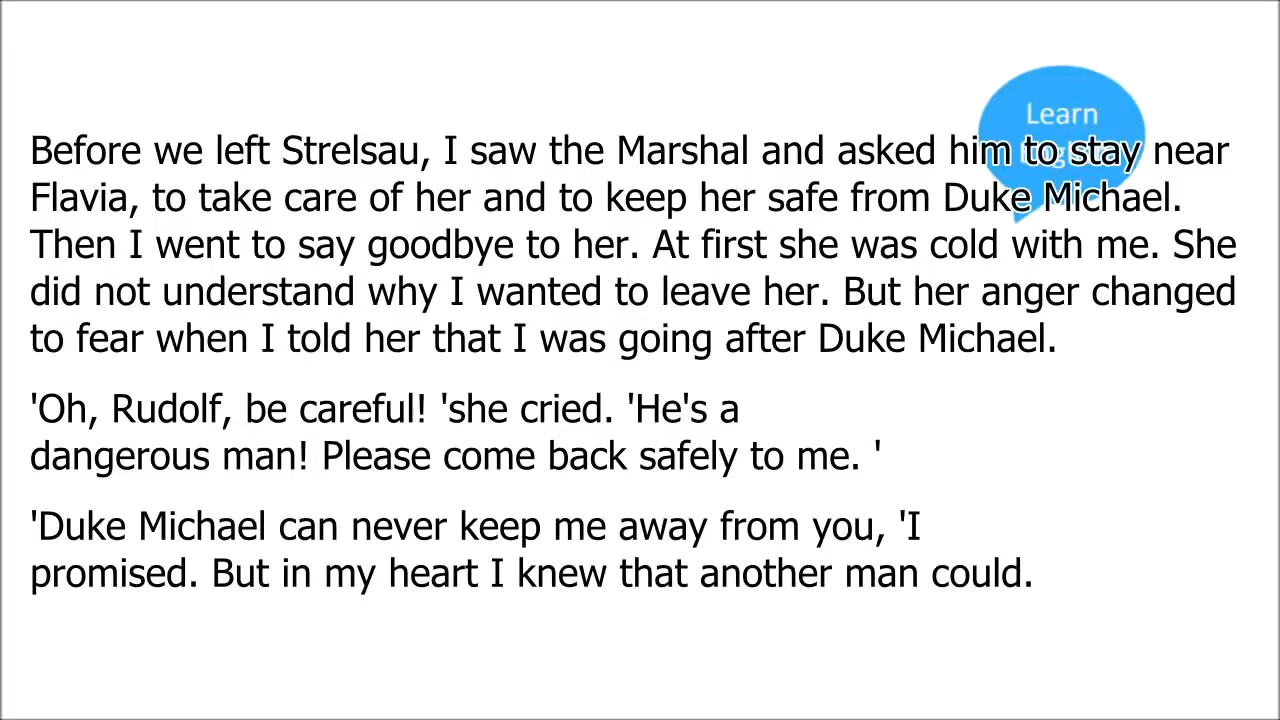 Learn
Before we left Strelsau, I saw the Marshal and asked him to stay near
Flavia, to take care of her and to keep her safe from Duke Michael.
Then I went to say goodbye to her. At first she was cold with me. She
did not understand why I wanted to leave her. But her anger changed
to fear when I told her that I was going after Duke Michael.
'Oh, Rudolf, be careful! 'she cried. 'He's a
dangerous man! Please come back safely to me. '
'Duke Michael can never keep me away from you, 'I
promised. But in my heart I knew that another man could.